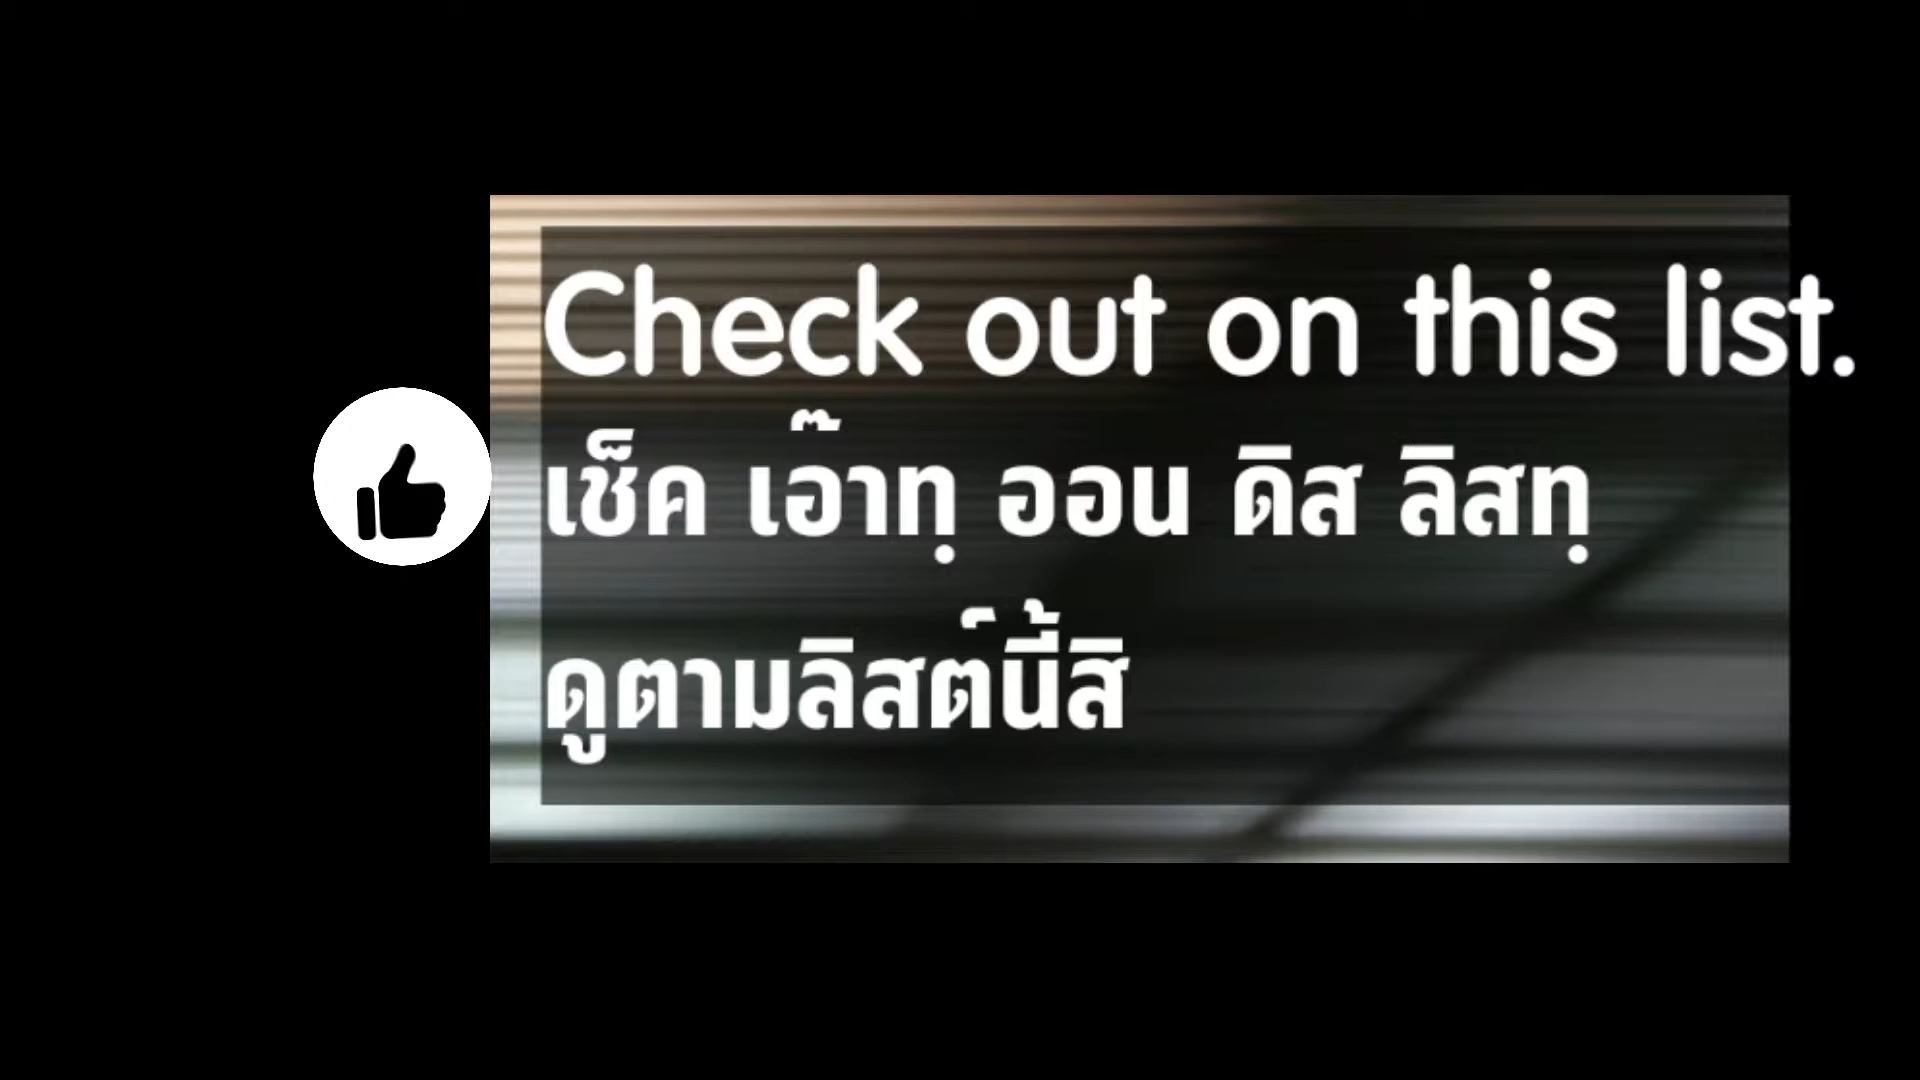 Check out on this list.
เช็ค เอ๊าทฺ ออน ดิส ลิสทฺ
ดูตามลิสต์นี้สิ